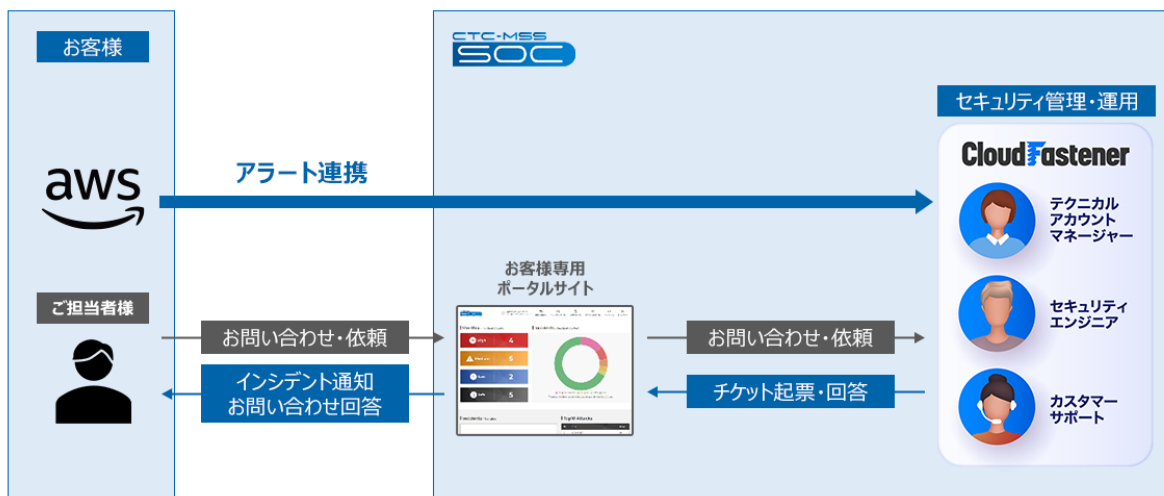 お客様
CTC-MSS
SOC
セキュリティ管理・運用
CloudFastener
aws
アラート連携
テクニカル
アカウント
マネージャー
お客様専用
ポータルサイト
ご担当者様
お問い合わせ・依頼
お問い合わせ・依頼
セキュリティ
エンジニア
インシデント通知
お問い合わせ回答
チケット起票・回答
カスタマー
サポート
4
5
2
5